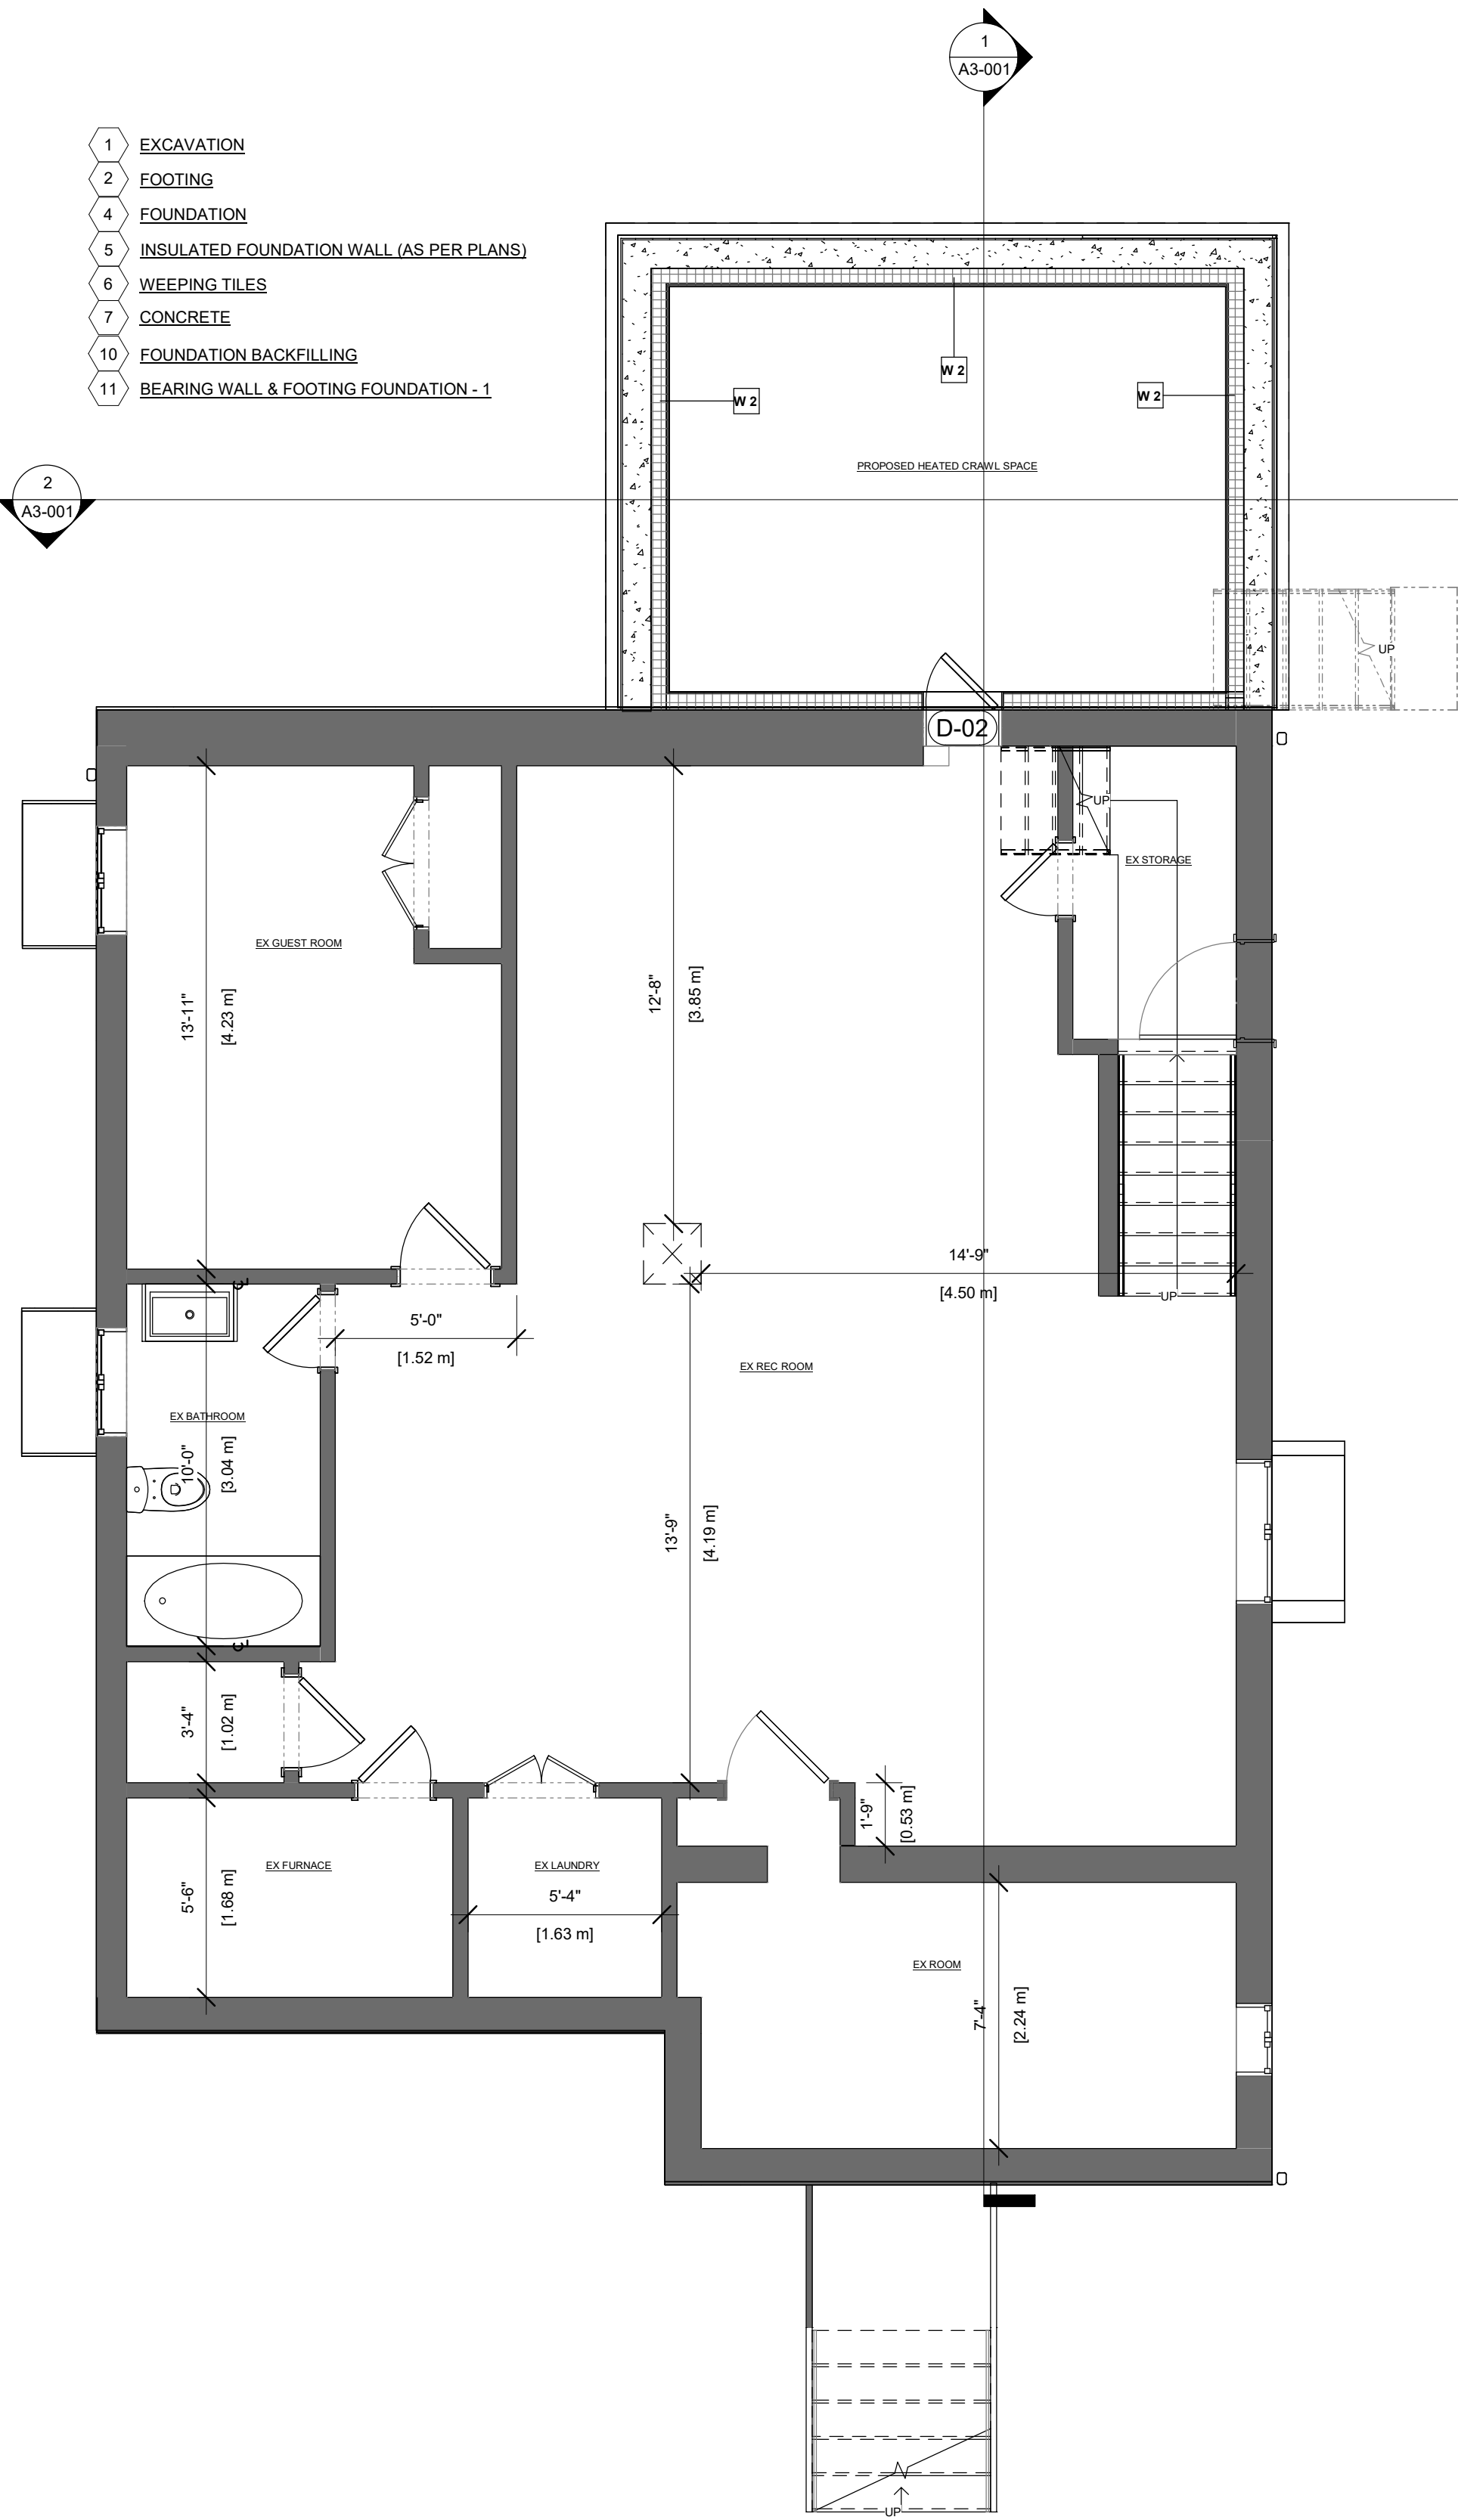 1
A3-001
1 EXCAVATION
2 FOOTING
4 FOUNDATION
5 INSULATED FOUNDATION WALL (AS PER PLANS)
6 WEEPING TILES
7 CONCRETE
10 FOUNDATION BACKFILLING
11 BEARING WALL & FOOTING FOUNDATION - 1
W 2
W 2
W 2
PROPOSED HEATED CRAWL SPACE
2
A3-001
UP
D-02
UP
EX STORAGE
EX GUEST ROOM
13'-11"
[4.23 m]
12'-8"
[3.85 m]
14'-9"
[4.50 m]
UP
5'-0"
[1.52 m]
EX REC ROOM
EX BATHROOM
10'-0"
[3.04 m]
13'-9"
[4.19 m]
3'-4"
[1.02 m]
1'-9"
[0.53 m]
EX FURNACE
EX LAUNDRY
5'-6"
[1.68 m]
5'-4"
[1.63 m]
EX ROOM
7'-4"
[2.24 m]
UP